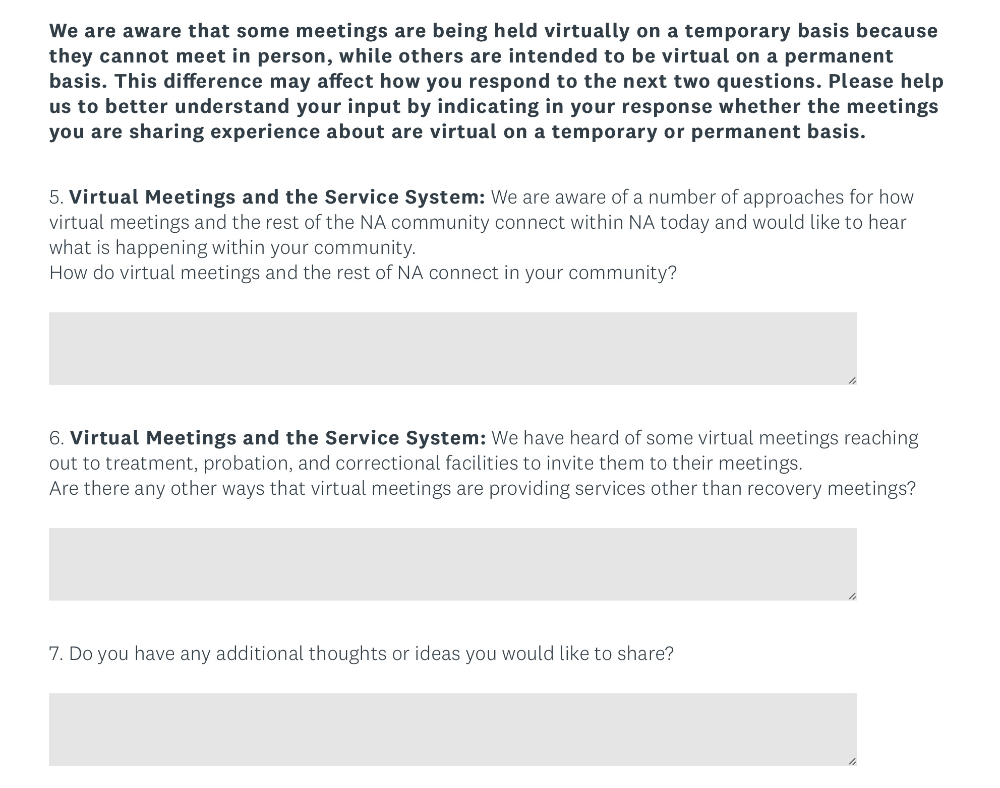 We are aware that some meetings are being held virtually on a temporary basis because
they cannot meet in person, while others are intended to be virtual on a permanent
basis. This difference may affect how you respond to the next two questions. Please help
us to better understand your input by indicating in your response whether the meetings
you are sharing experience about are virtual on a temporary or permanent basis.
5. Virtual Meetings and the Service System: We are aware of a number of approaches for how
virtual meetings and the rest of the NA community connect within NA today and would like to hear
what is happening within your community.
How do virtual meetings and the rest of NA connect in your community?
6. Virtual Meetings and the Service System: We have heard of some virtual meetings reaching
out to treatment, probation, and correctional facilities to invite them to their meetings.
Are there any other ways that virtual meetings are providing services other than recovery meetings?
7. Do you have any additional thoughts or ideas you would like to share?